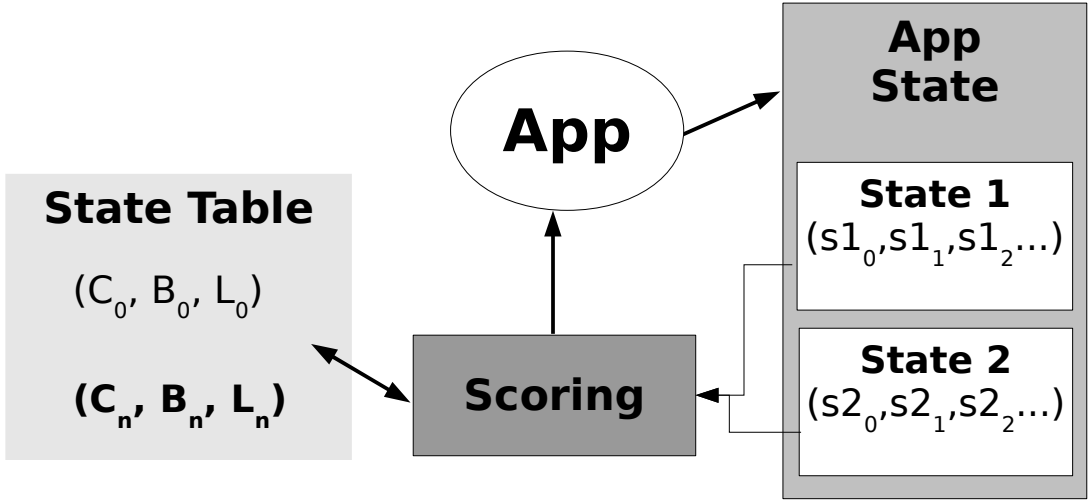 App
State
App
State 1
(s1₀,s1₁,s1₂...)
State Table
(C₀, B₀, L₀)
State 2
(s2₀,s2₁,s2₂...)
Scoring
(Cₙ, Bₙ, Lₙ)